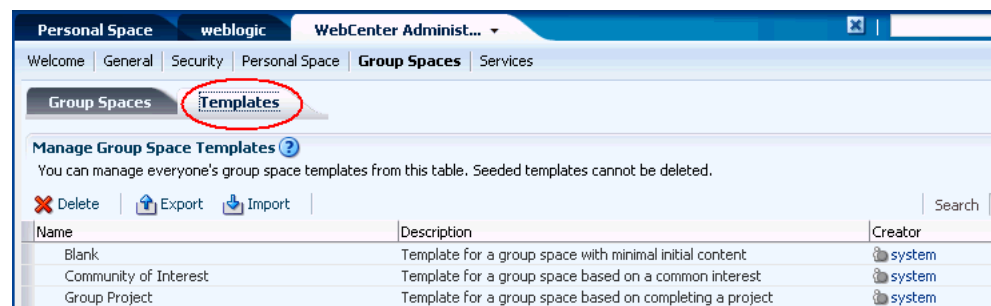 Personal Space weblogic WebCenter Administ...
Welcome General Security Personal Space Group Spaces Services
Group Spaces Templates
Manage Group Space Templates ?
You can manage everyone's group space templates from this table. Seeded templates cannot be deleted.
Delete Export Import Search
Name Description Creator
Blank Template for a group space with minimal initial content system
Community of Interest Template for a group space based on a common interest system
Group Project Template for a group space based on completing a project system